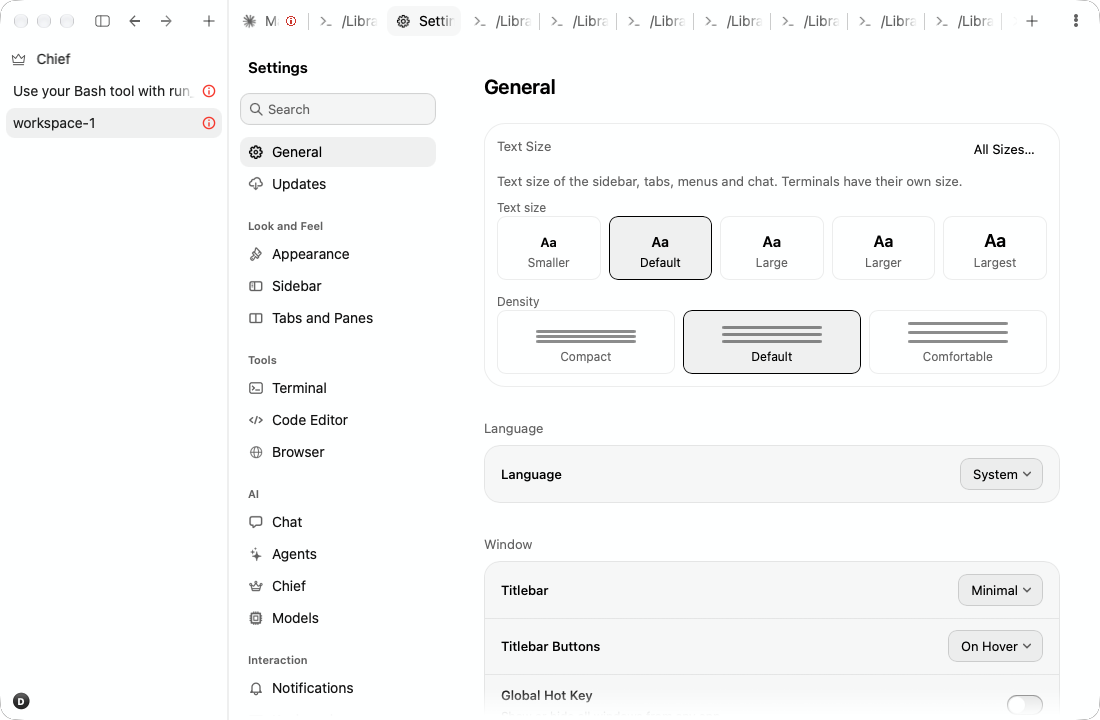 M
/Libra
Settin
/Libra
/Libra
/Libra
/Libra
/Libra
/Libra
/Libra
Chief
Use your Bash tool with run_
workspace-1
D
Settings
Search
General
Updates
Look and Feel
Appearance
Sidebar
Tabs and Panes
Tools
Terminal
Code Editor
Browser
AI
Chat
Agents
Chief
Models
Interaction
Notifications
General
Text Size
All Sizes...
Text size of the sidebar, tabs, menus and chat. Terminals have their own size.
Text size
Aa Aa Aa Aa Aa
Smaller Default Large Larger Largest
Density
Compact Default Comfortable
Language
Language System
Window
Titlebar Minimal
Titlebar Buttons On Hover
Global Hot Key